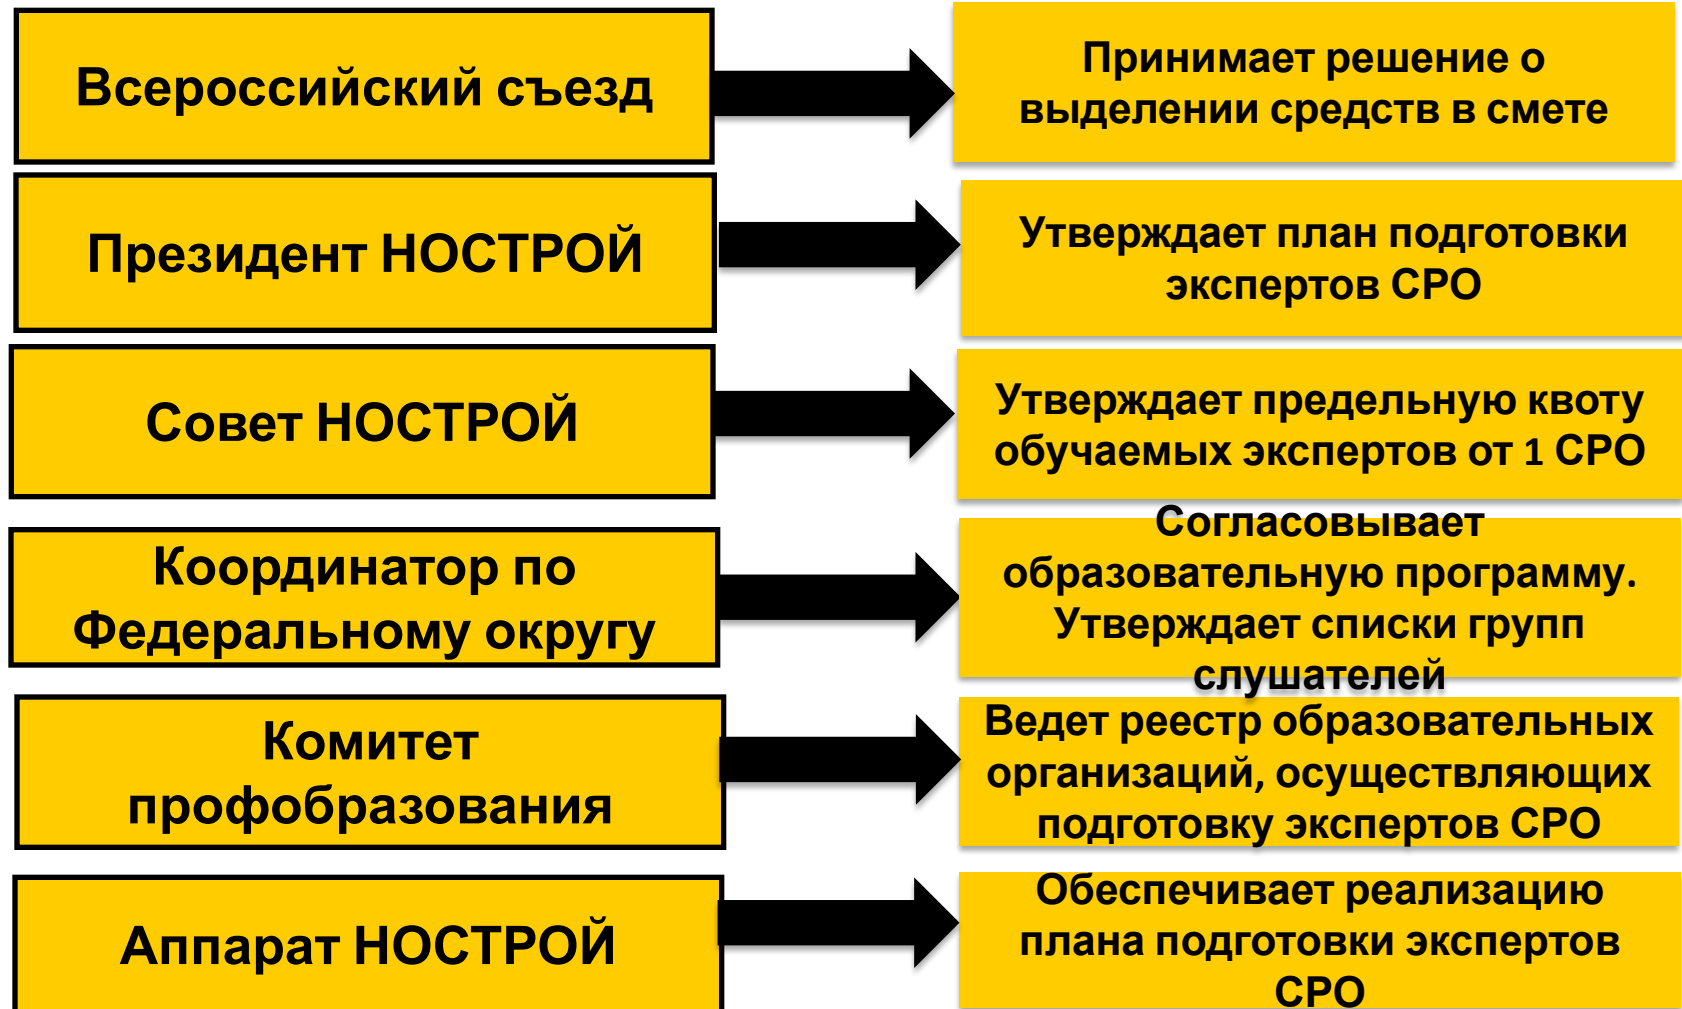 Всероссийский съезд
Принимает решение о
выделении средств в смете
Президент НОСТРОЙ
Утверждает план подготовки
экспертов СРО
Совет НОСТРОЙ
Утверждает предельную квоту
обучаемых экспертов от 1 СРО
Координатор по
Федеральному округу
Согласовывает
образовательную программу.
Утверждает списки групп
слушателей
Комитет
профобразования
Ведет реестр образовательных
организаций, осуществляющих
подготовку экспертов СРО
Аппарат НОСТРОЙ
Обеспечивает реализацию
плана подготовки экспертов
СРО